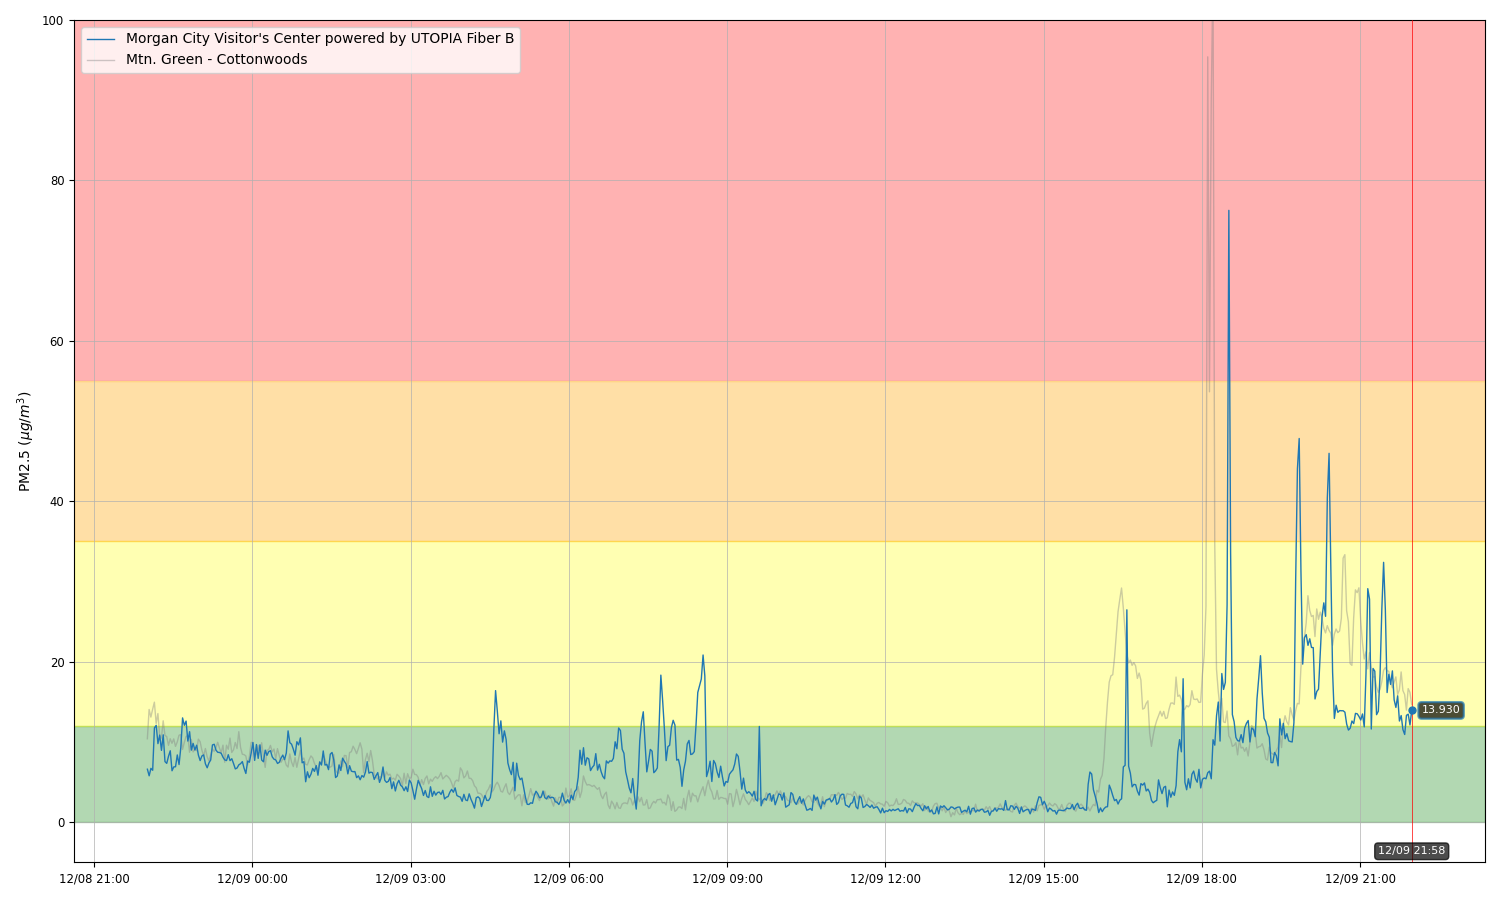 100
Morgan City Visitor's Center powered by UTOPIA Fiber B
Mtn. Green - Cottonwoods
80
60
PM2.5 (μg/m³)
40
20
13.930
0
12/09 21:58
12/08 21:00 12/09 00:00 12/09 03:00 12/09 06:00 12/09 09:00 12/09 12:00 12/09 15:00 12/09 18:00 12/09 21:00